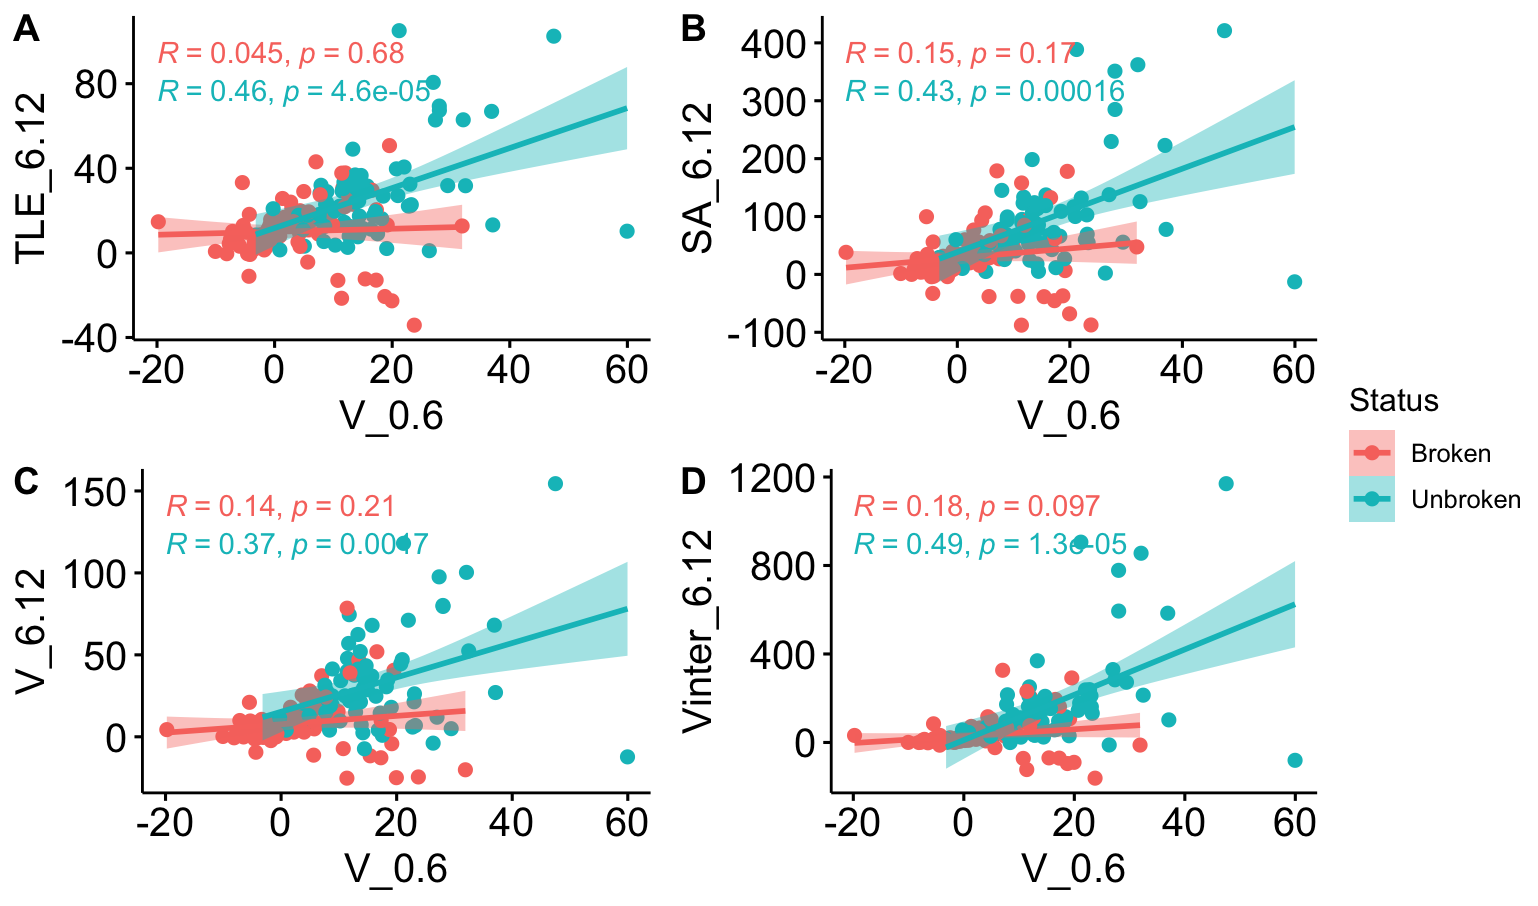 A
R = 0.045, p = 0.68
R = 0.46, p = 4.6e-05
TLE_6.12
80
40
0
-40
-20 0 20 40 60
V_0.6
B
R = 0.15, p = 0.17
R = 0.43, p = 0.00016
SA_6.12
400
300
200
100
0
-100
-20 0 20 40 60
V_0.6
C
R = 0.14, p = 0.21
R = 0.37, p = 0.0017
V_6.12
150
100
50
0
-20 0 20 40 60
V_0.6
D
R = 0.18, p = 0.097
R = 0.49, p = 1.3e-05
Vinter_6.12
1200
800
400
0
-20 0 20 40 60
V_0.6
Status
Broken
Unbroken